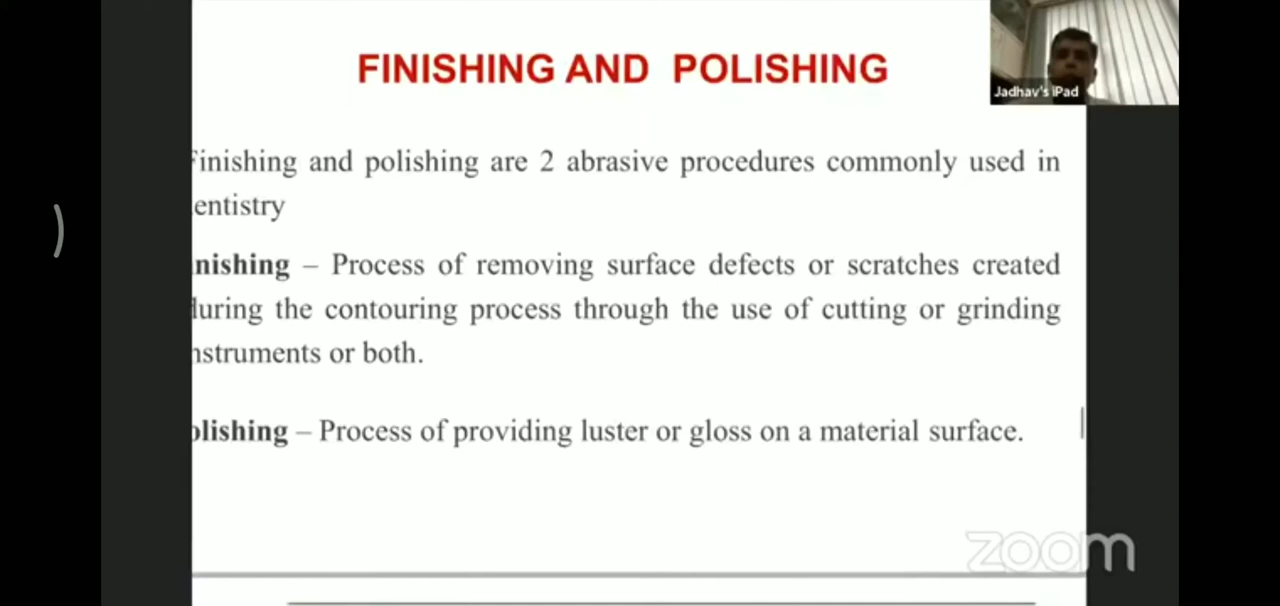 FINISHING AND POLISHING
Jadhav's iPad
Finishing and polishing are 2 abrasive procedures commonly used in
entistry
nishing – Process of removing surface defects or scratches created
during the contouring process through the use of cutting or grinding
nstruments or both.
olishing – Process of providing luster or gloss on a material surface.
zoom